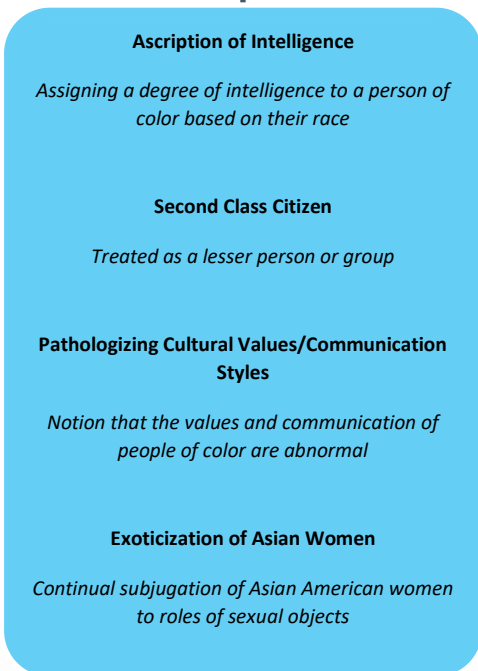 Ascription of Intelligence
Assigning a degree of intelligence to a person of
color based on their race
Second Class Citizen
Treated as a lesser person or group
Pathologizing Cultural Values/Communication
Styles
Notion that the values and communication of
people of color are abnormal
Exoticization of Asian Women
Continual subjugation of Asian American women
to roles of sexual objects